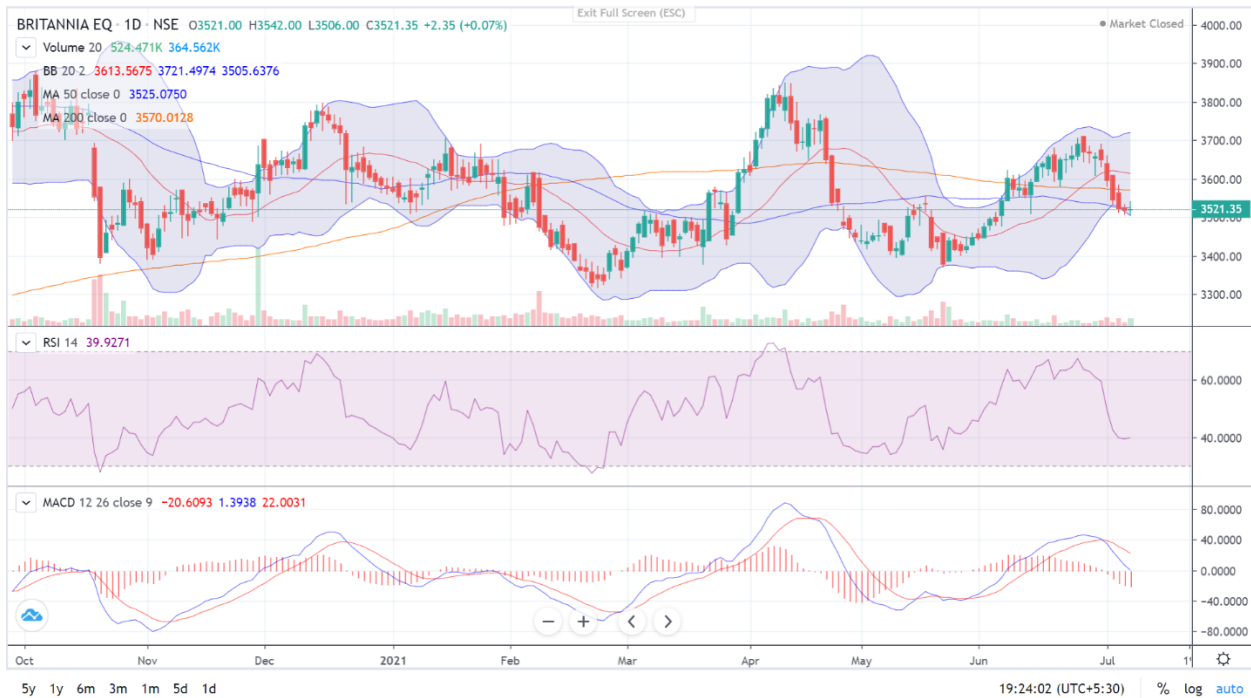 Exit Full Screen (ESC)
BRITANNIA EQ · 1D · NSE O3521.00 H3542.00 L3506.00 C3521.35 +2.35 (+0.07%)
Market Closed
Volume 20 524.471K 364.562K
BB 20 2 3613.5675 3721.4974 3505.6376
MA 50 close 0 3525.0750
MA 200 close 0 3570.0128
4000.00
3900.00
3800.00
3700.00
3600.00
3521.35
3500.00
3400.00
3300.00
RSI 14 39.9271
60.0000
40.0000
MACD 12 26 close 9 −20.6093 1.3938 22.0031
80.0000
40.0000
0.0000
−40.0000
−80.0000
Oct Nov Dec 2021 Feb Mar Apr May Jun Jul
5y 1y 6m 3m 1m 5d 1d 19:24:02 (UTC+5:30) % log auto